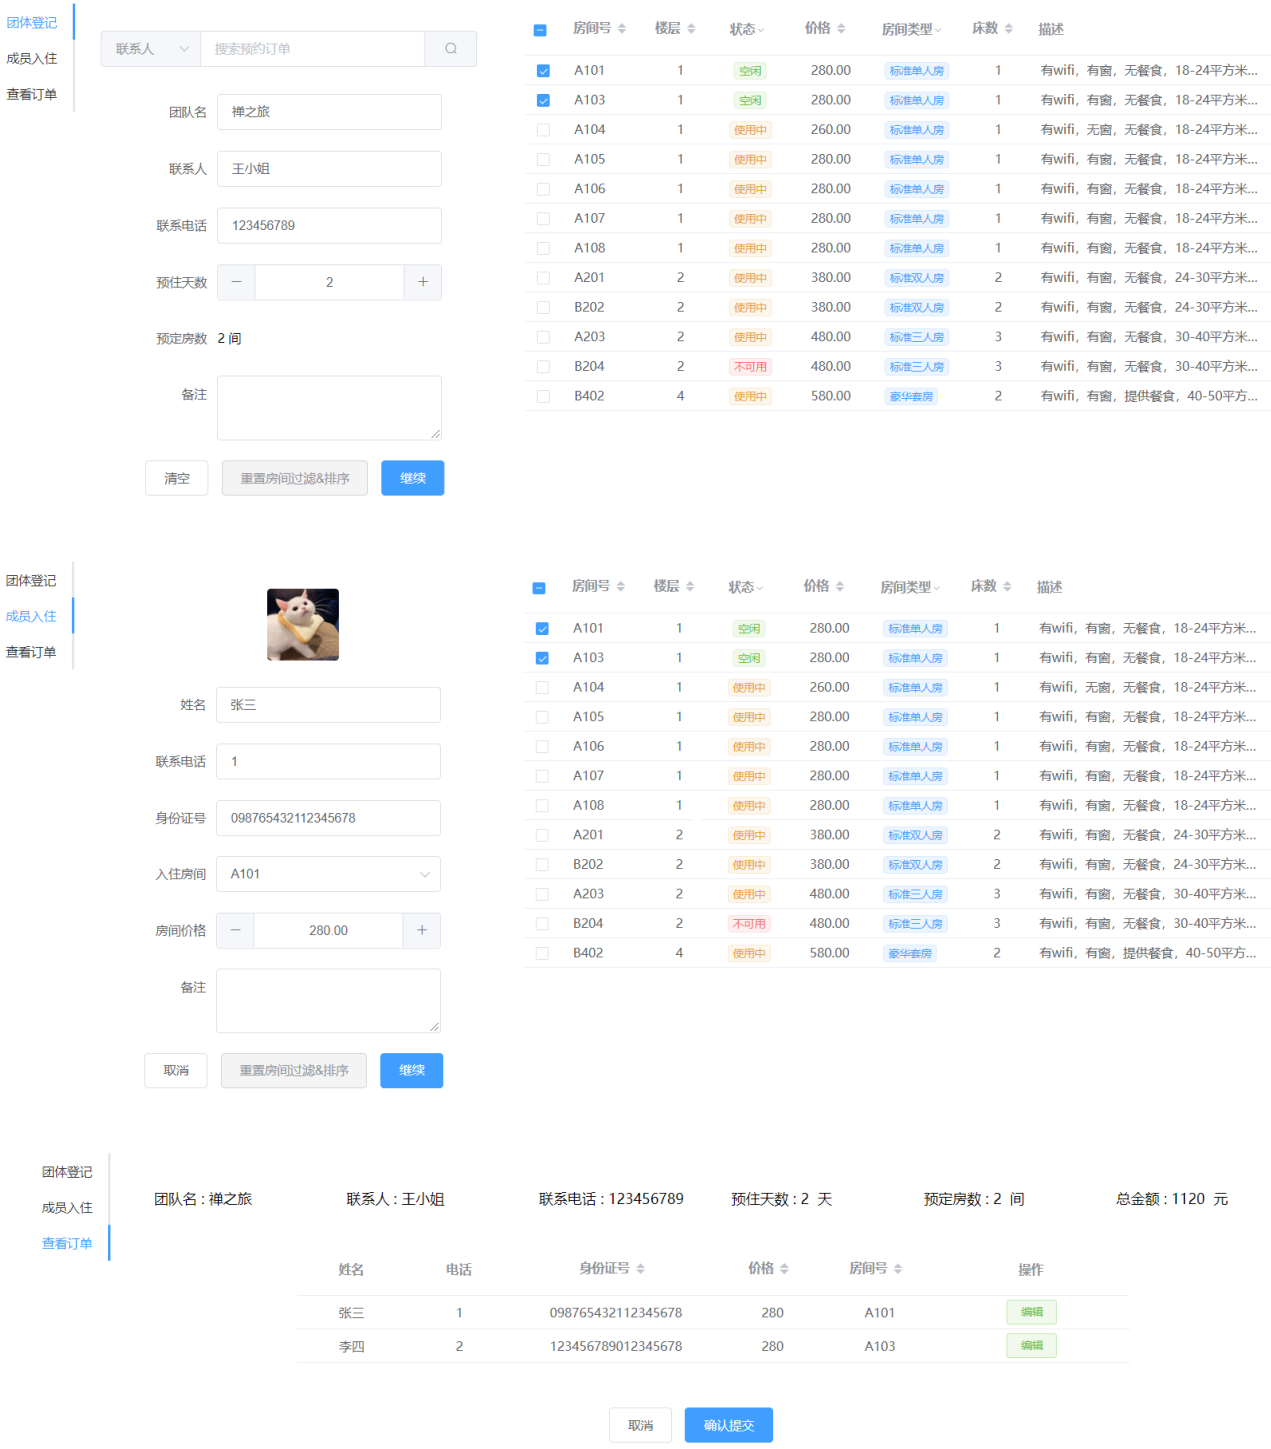 团体登记
成员入住
查看订单
联系人 搜索预约订单
团队名 禅之旅
联系人 王小姐
联系电话 123456789
预住天数 2
预定房数 2 间
备注
清空 重置房间过滤&排序 继续
房间号 楼层 状态 价格 房间类型 床数 描述
A101 1 空闲 280.00 标准单人房 1 有wifi，有窗，无餐食，18-24平方米...
A103 1 空闲 280.00 标准单人房 1 有wifi，有窗，无餐食，18-24平方米...
A104 1 使用中 260.00 标准单人房 1 有wifi，无窗，无餐食，18-24平方米...
A105 1 使用中 280.00 标准单人房 1 有wifi，有窗，无餐食，18-24平方米...
A106 1 使用中 280.00 标准单人房 1 有wifi，有窗，无餐食，18-24平方米...
A107 1 使用中 280.00 标准单人房 1 有wifi，有窗，无餐食，18-24平方米...
A108 1 使用中 280.00 标准单人房 1 有wifi，有窗，无餐食，18-24平方米...
A201 2 使用中 380.00 标准双人房 2 有wifi，有窗，无餐食，24-30平方米...
B202 2 使用中 380.00 标准双人房 2 有wifi，有窗，无餐食，24-30平方米...
A203 2 使用中 480.00 标准三人房 3 有wifi，有窗，无餐食，30-40平方米...
B204 2 不可用 480.00 标准三人房 3 有wifi，有窗，无餐食，30-40平方米...
B402 4 使用中 580.00 豪华套房 2 有wifi，有窗，提供餐食，40-50平方...
团体登记
成员入住
查看订单
姓名 张三
联系电话 1
身份证号 098765432112345678
入住房间 A101
房间价格 280.00
备注
取消 重置房间过滤&排序 继续
房间号 楼层 状态 价格 房间类型 床数 描述
A101 1 空闲 280.00 标准单人房 1 有wifi，有窗，无餐食，18-24平方米...
A103 1 空闲 280.00 标准单人房 1 有wifi，有窗，无餐食，18-24平方米...
A104 1 使用中 260.00 标准单人房 1 有wifi，无窗，无餐食，18-24平方米...
A105 1 使用中 280.00 标准单人房 1 有wifi，有窗，无餐食，18-24平方米...
A106 1 使用中 280.00 标准单人房 1 有wifi，有窗，无餐食，18-24平方米...
A107 1 使用中 280.00 标准单人房 1 有wifi，有窗，无餐食，18-24平方米...
A108 1 使用中 280.00 标准单人房 1 有wifi，有窗，无餐食，18-24平方米...
A201 2 使用中 380.00 标准双人房 2 有wifi，有窗，无餐食，24-30平方米...
B202 2 使用中 380.00 标准双人房 2 有wifi，有窗，无餐食，24-30平方米...
A203 2 使用中 480.00 标准三人房 3 有wifi，有窗，无餐食，30-40平方米...
B204 2 不可用 480.00 标准三人房 3 有wifi，有窗，无餐食，30-40平方米...
B402 4 使用中 580.00 豪华套房 2 有wifi，有窗，提供餐食，40-50平方...
团体登记
成员入住
查看订单
团队名 : 禅之旅 联系人 : 王小姐 联系电话 : 123456789 预住天数 : 2 天 预定房数 : 2 间 总金额 : 1120 元
姓名 电话 身份证号 价格 房间号 操作
张三 1 098765432112345678 280 A101 编辑
李四 2 123456789012345678 280 A103 编辑
取消 确认提交